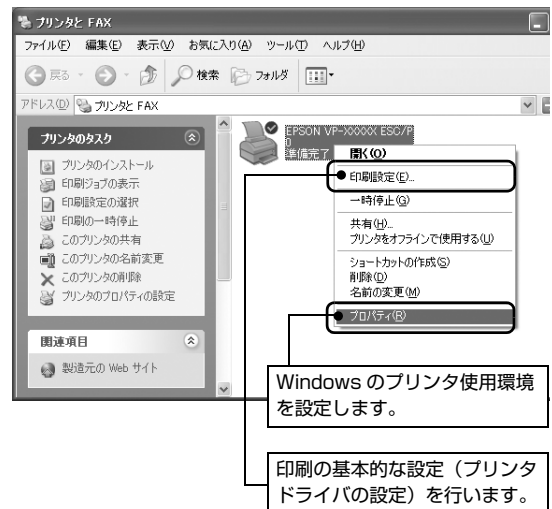 プリンタと FAX
ファイル(F) 編集(E) 表示(V) お気に入り(A) ツール(T) ヘルプ(H)
戻る 検索 フォルダ
アドレス(D) プリンタと FAX
プリンタのタスク
プリンタのインストール
印刷ジョブの表示
印刷設定の選択
印刷の一時停止
このプリンタの共有
このプリンタの名前変更
このプリンタの削除
プリンタのプロパティの設定
関連項目
製造元の Web サイト
EPSON VP-XXXXX ESC/P
0
準備完了
開く(O)
印刷設定(E)...
一時停止(G)
共有(H)...
プリンタをオフラインで使用する(U)
ショートカットの作成(S)
削除(D)
名前の変更(M)
プロパティ(R)
Windows のプリンタ使用環境
を設定します。
印刷の基本的な設定（プリンタ
ドライバの設定）を行います。